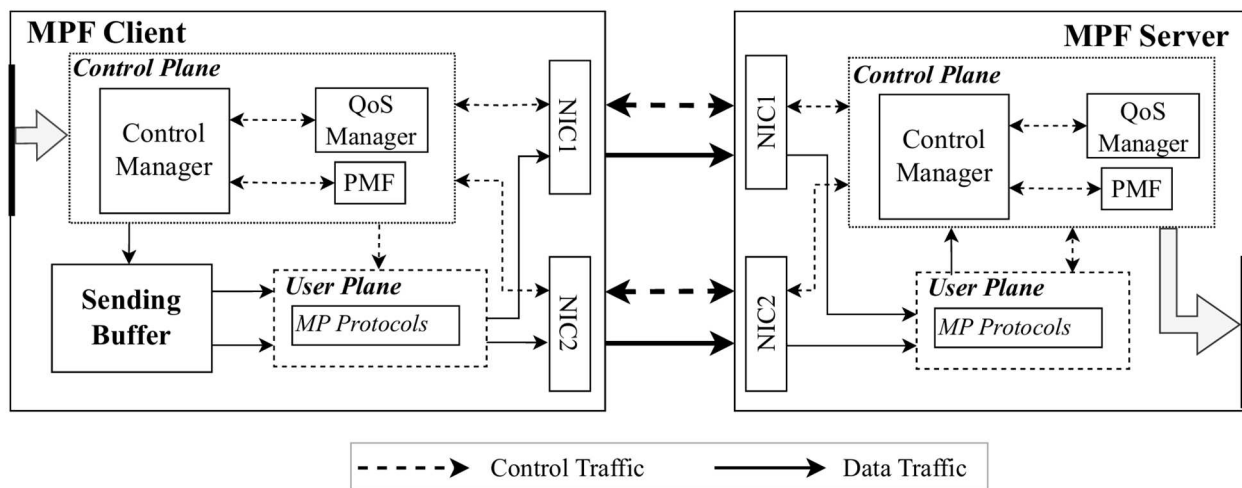 MPF Client
Control Plane
Control
Manager
QoS
Manager
PMF
Sending
Buffer
User Plane
MP Protocols
NIC1
NIC2
MPF Server
NIC1
NIC2
Control Plane
Control
Manager
QoS
Manager
PMF
User Plane
MP Protocols
Control Traffic
Data Traffic